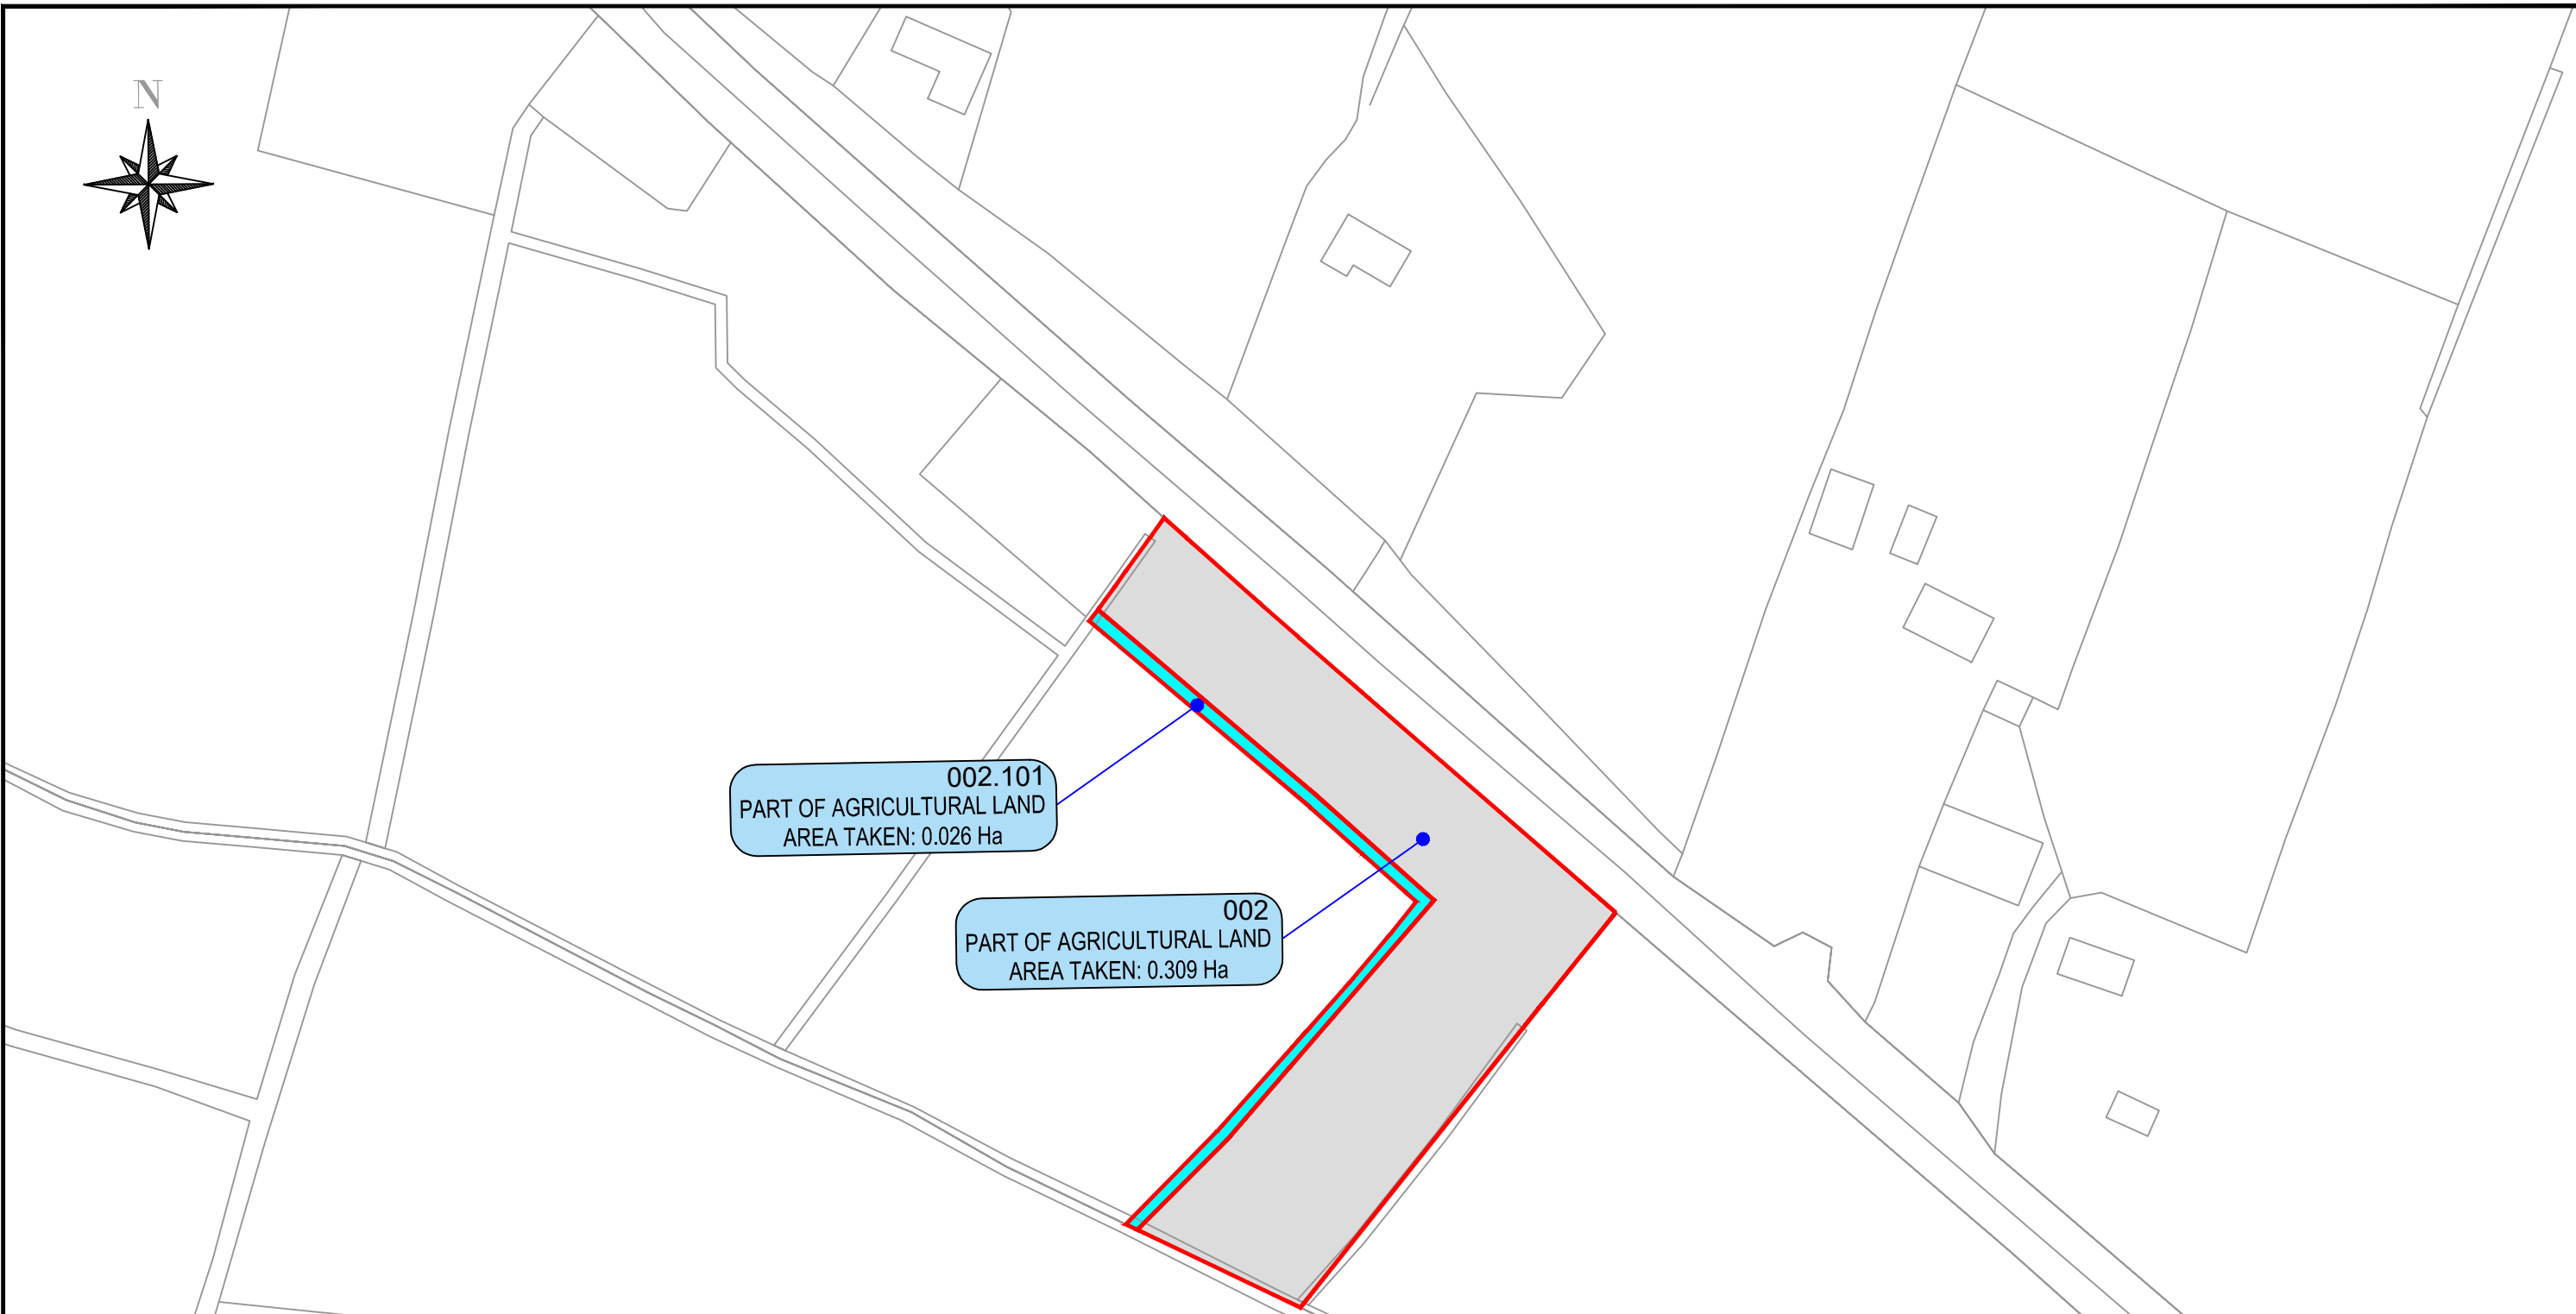 N
002.101
PART OF AGRICULTURAL LAND
AREA TAKEN: 0.026 Ha
002
PART OF AGRICULTURAL LAND
AREA TAKEN: 0.309 Ha